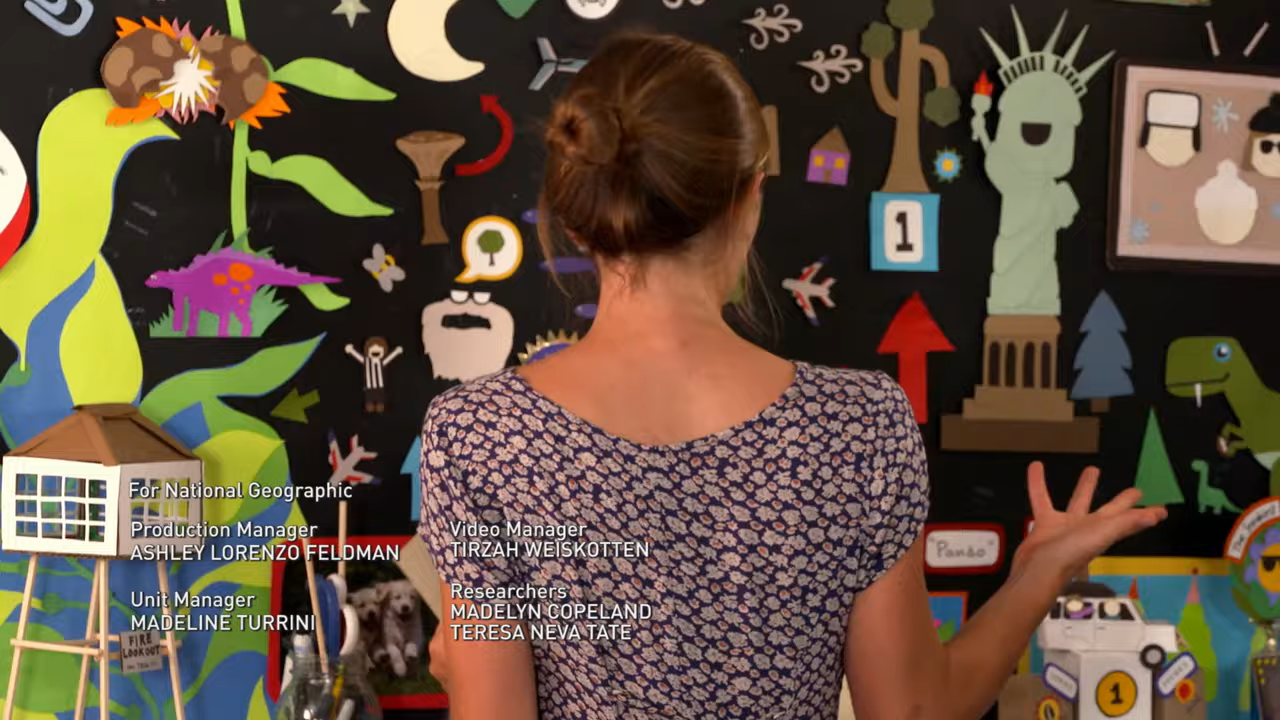 For National Geographic
Production Manager
ASHLEY LORENZO FELDMAN
Unit Manager
MADELINE TURRINI
Video Manager
TIRZAH WEISKOTTEN
Researchers
MADELYN COPELAND
TERESA NEVA TATE
1
"Pando"
FIRE
LOOKOUT
1